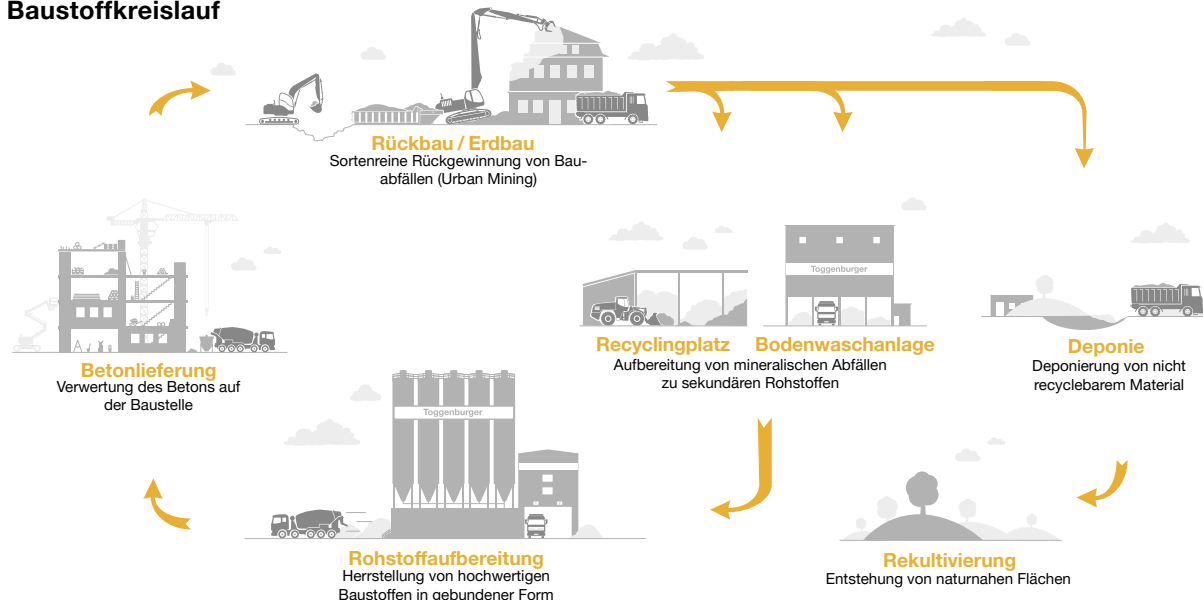 Baustoffkreislauf
Rückbau / Erdbau
Sortenreine Rückgewinnung von Bau-
abfällen (Urban Mining)
Toggenburger
Recyclingplatz
Bodenwaschanlage
Aufbereitung von mineralischen Abfällen
zu sekundären Rohstoffen
Deponie
Deponierung von nicht
recyclebarem Material
Betonlieferung
Verwertung des Betons auf
der Baustelle
Toggenburger
Rohstoffaufbereitung
Herrstellung von hochwertigen
Baustoffen in gebundener Form
Rekultivierung
Entstehung von naturnahen Flächen